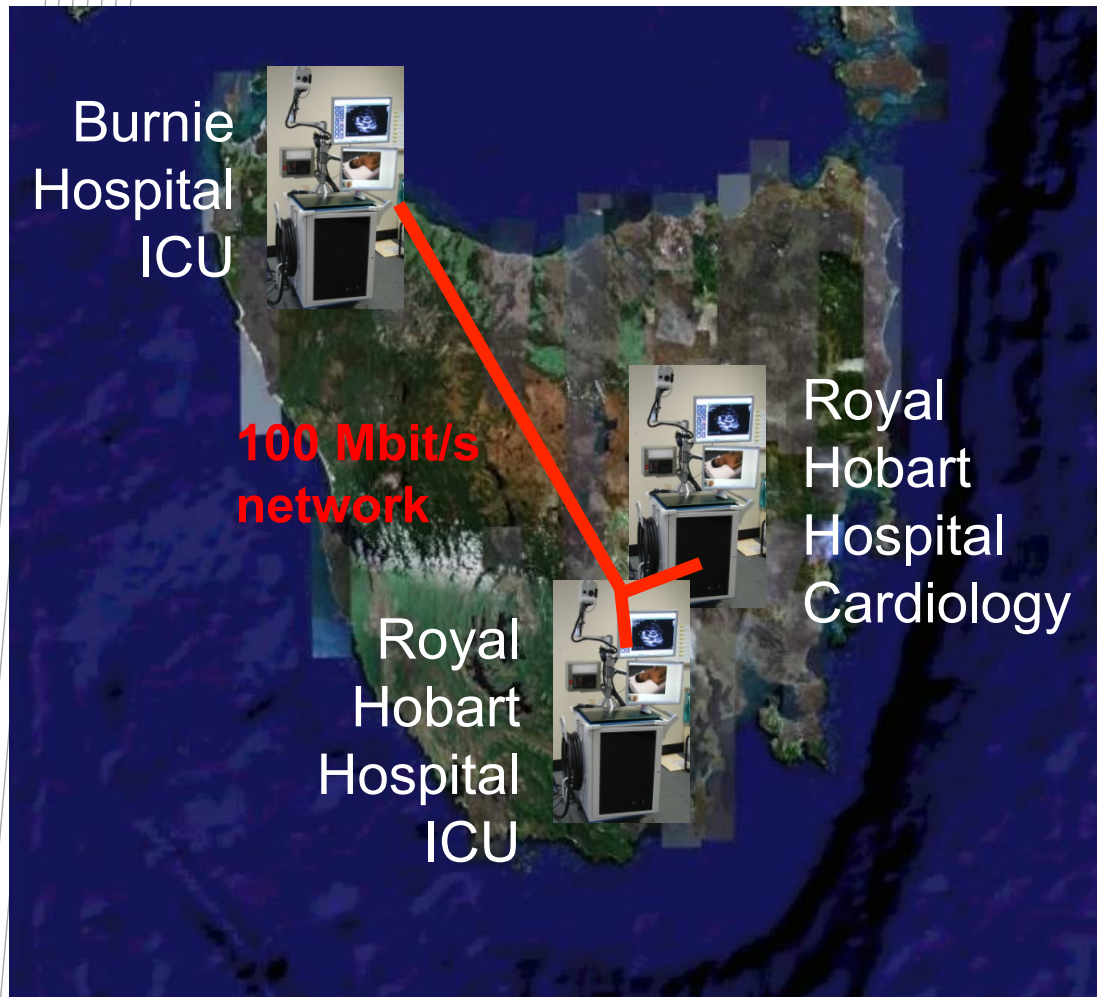 Burnie
Hospital
ICU
100 Mbit/s
network
Royal
Hobart
Hospital
Cardiology
Royal
Hobart
Hospital
ICU